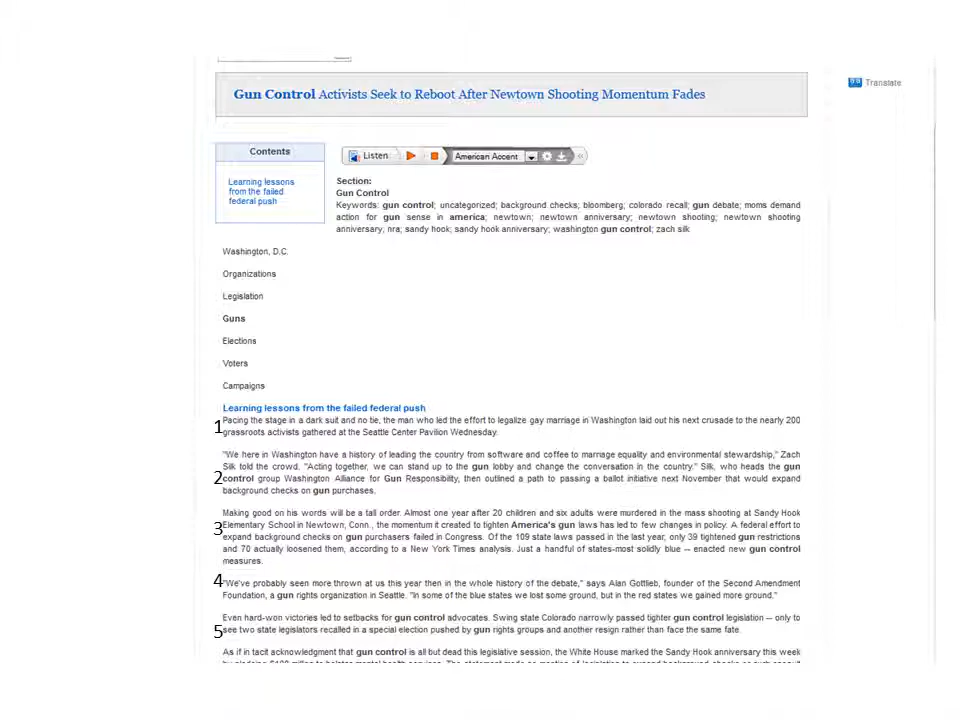 Gun Control Activists Seek to Reboot After Newtown Shooting Momentum Fades
Translate
Contents
Learning lessons
from the failed
federal push
Listen
American Accent
Section:
Gun Control
Keywords: gun control; uncategorized; background checks; bloomberg; colorado recall; gun debate; moms demand
action for gun sense in america; newtown; newtown anniversary; newtown shooting; newtown shooting
anniversary, nra; sandy hook; sandy hook anniversary; washington gun control; zach silk
Washington, D.C.
Organizations
Legislation
Guns
Elections
Voters
Campaigns
Learning lessons from the failed federal push
1 Pacing the stage in a dark suit and no tie, the man who led the effort to legalize gay marriage in Washington laid out his next crusade to the nearly 200
grassroots activists gathered at the Seattle Center Pavilion Wednesday.
"We here in Washington have a history of leading the country from software and coffee to marriage equality and environmental stewardship," Zach
Silk told the crowd. "Acting together, we can stand up to the gun lobby and change the conversation in the country." Silk, who heads the gun
2 control group Washington Alliance for Gun Responsibility, then outlined a path to passing a ballot initiative next November that would expand
background checks on gun purchases.
Making good on his words will be a tall order. Almost one year after 20 children and six adults were murdered in the mass shooting at Sandy Hook
3 Elementary School in Newtown, Conn., the momentum it created to tighten America's gun laws has led to few changes in policy. A federal effort to
expand background checks on gun purchasers failed in Congress. Of the 109 state laws passed in the last year, only 39 tightened gun restrictions
and 70 actually loosened them, according to a New York Times analysis. Just a handful of states-most solidly blue -- enacted new gun control
measures.
4 "We've probably seen more thrown at us this year then in the whole history of the debate," says Alan Gottlieb, founder of the Second Amendment
Foundation, a gun rights organization in Seattle. "In some of the blue states we lost some ground, but in the red states we gained more ground."
Even hard-won victories led to setbacks for gun control advocates. Swing state Colorado narrowly passed tighter gun control legislation -- only to
5 see two state legislators recalled in a special election pushed by gun rights groups and another resign rather than face the same fate.
As if in tacit acknowledgment that gun control is all but dead this legislative session, the White House marked the Sandy Hook anniversary this week